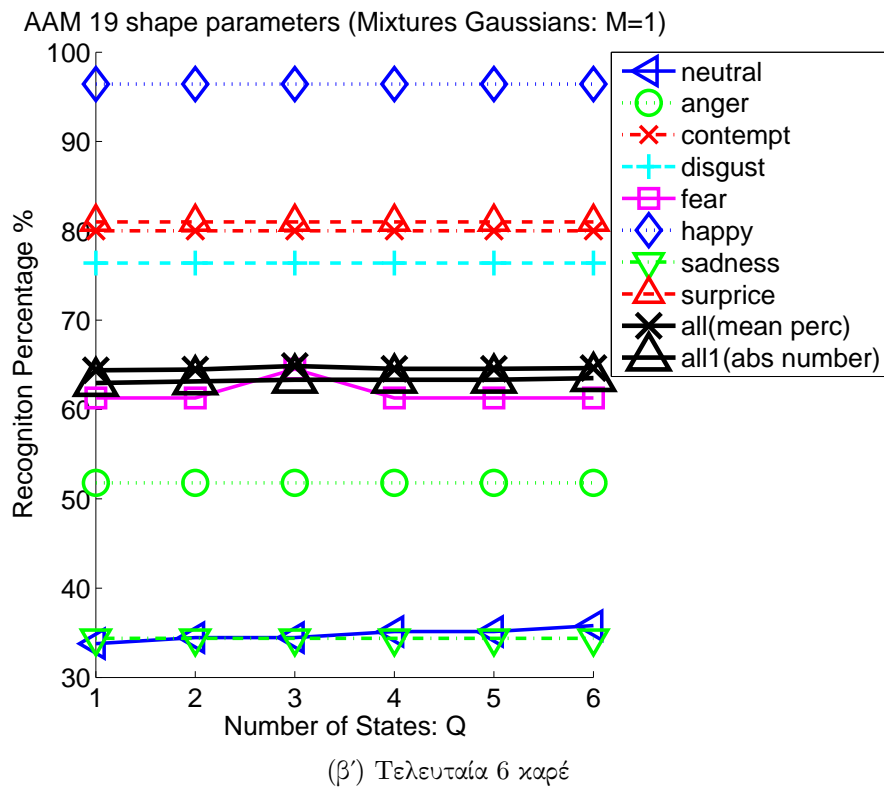 AAM 19 shape parameters (Mixtures Gaussians: M=1)
100
90
80
70
60
50
40
30
1 2 3 4 5 6
Recogniton Percentage %
Number of States: Q
neutral
anger
contempt
disgust
fear
happy
sadness
surprice
all(mean perc)
all1(abs number)
(βʹ) Τελευταία 6 καρέ